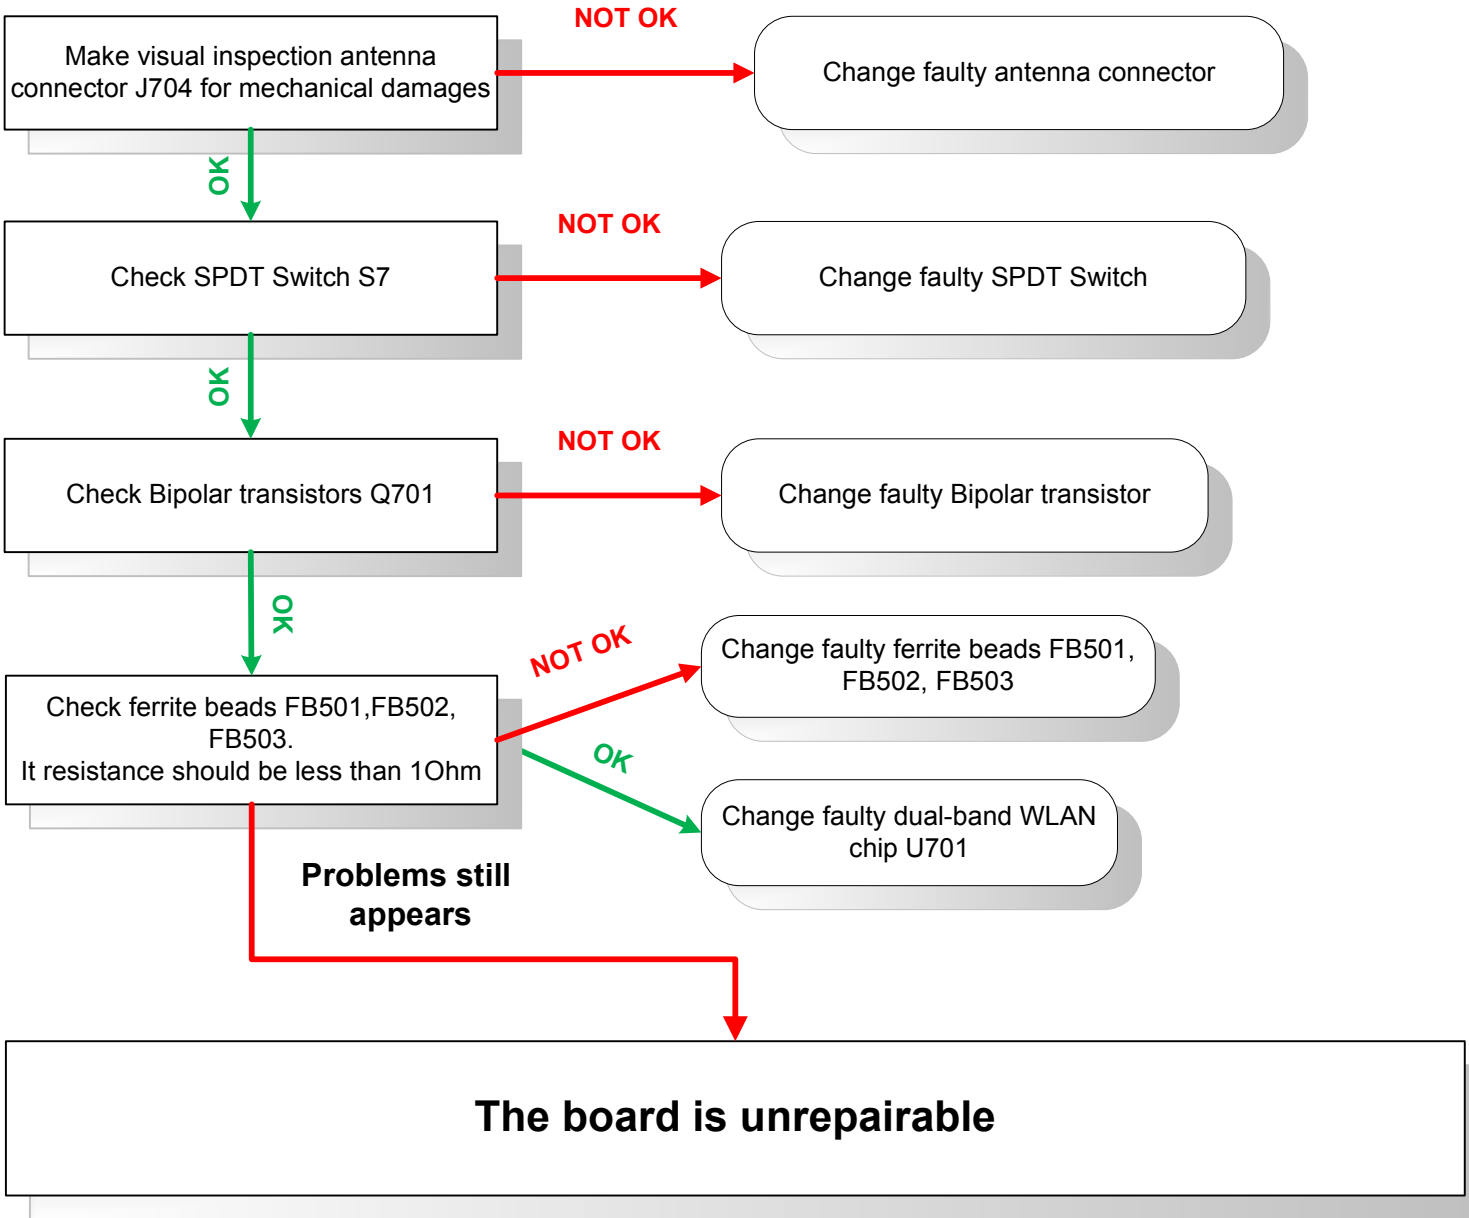 NOT OK
Make visual inspection antenna
connector J704 for mechanical damages
Change faulty antenna connector
OK
NOT OK
Check SPDT Switch S7
Change faulty SPDT Switch
OK
NOT OK
Check Bipolar transistors Q701
Change faulty Bipolar transistor
OK
NOT OK
Change faulty ferrite beads FB501,
FB502, FB503
Check ferrite beads FB501,FB502,
FB503.
It resistance should be less than 1Ohm
OK
Change faulty dual-band WLAN
chip U701
Problems still
appears
The board is unrepairable